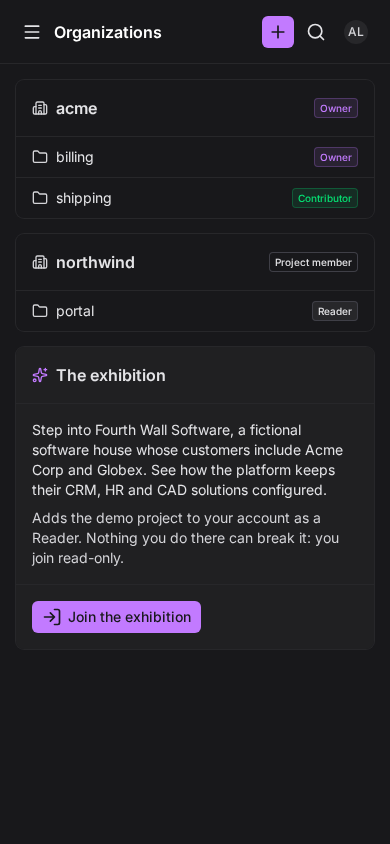 Organizations
AL
acme
Owner
billing
Owner
shipping
Contributor
northwind
Project member
portal
Reader
The exhibition
Step into Fourth Wall Software, a fictional
software house whose customers include Acme
Corp and Globex. See how the platform keeps
their CRM, HR and CAD solutions configured.
Adds the demo project to your account as a
Reader. Nothing you do there can break it: you
join read-only.
Join the exhibition